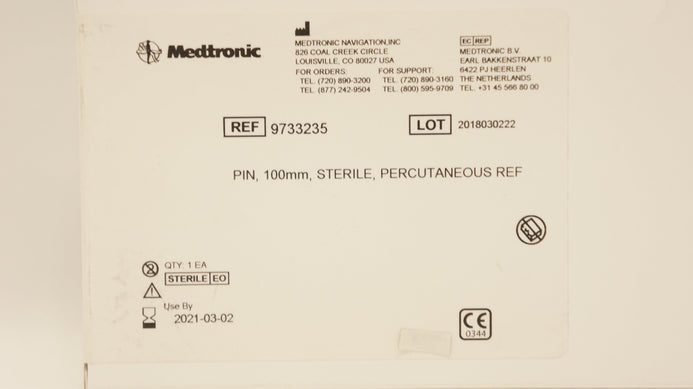 Medtronic
MEDTRONIC NAVIGATION,INC
826 COAL CREEK CIRCLE
LOUISVILLE, CO 80027 USA
FOR ORDERS: FOR SUPPORT:
TEL. (720) 890-3200 TEL. (720) 890-3160
TEL. (877) 242-9504 TEL. (800) 595-9709
EC REP
MEDTRONIC B.V.
EARL BAKKENSTRAAT 10
6422 PJ HEERLEN
THE NETHERLANDS
TEL. +31 45 566 80 00
REF 9733235
LOT 2018030222
PIN, 100mm, STERILE, PERCUTANEOUS REF
2 QTY: 1 EA
STERILE EO
Use By
2021-03-02
CE
0344